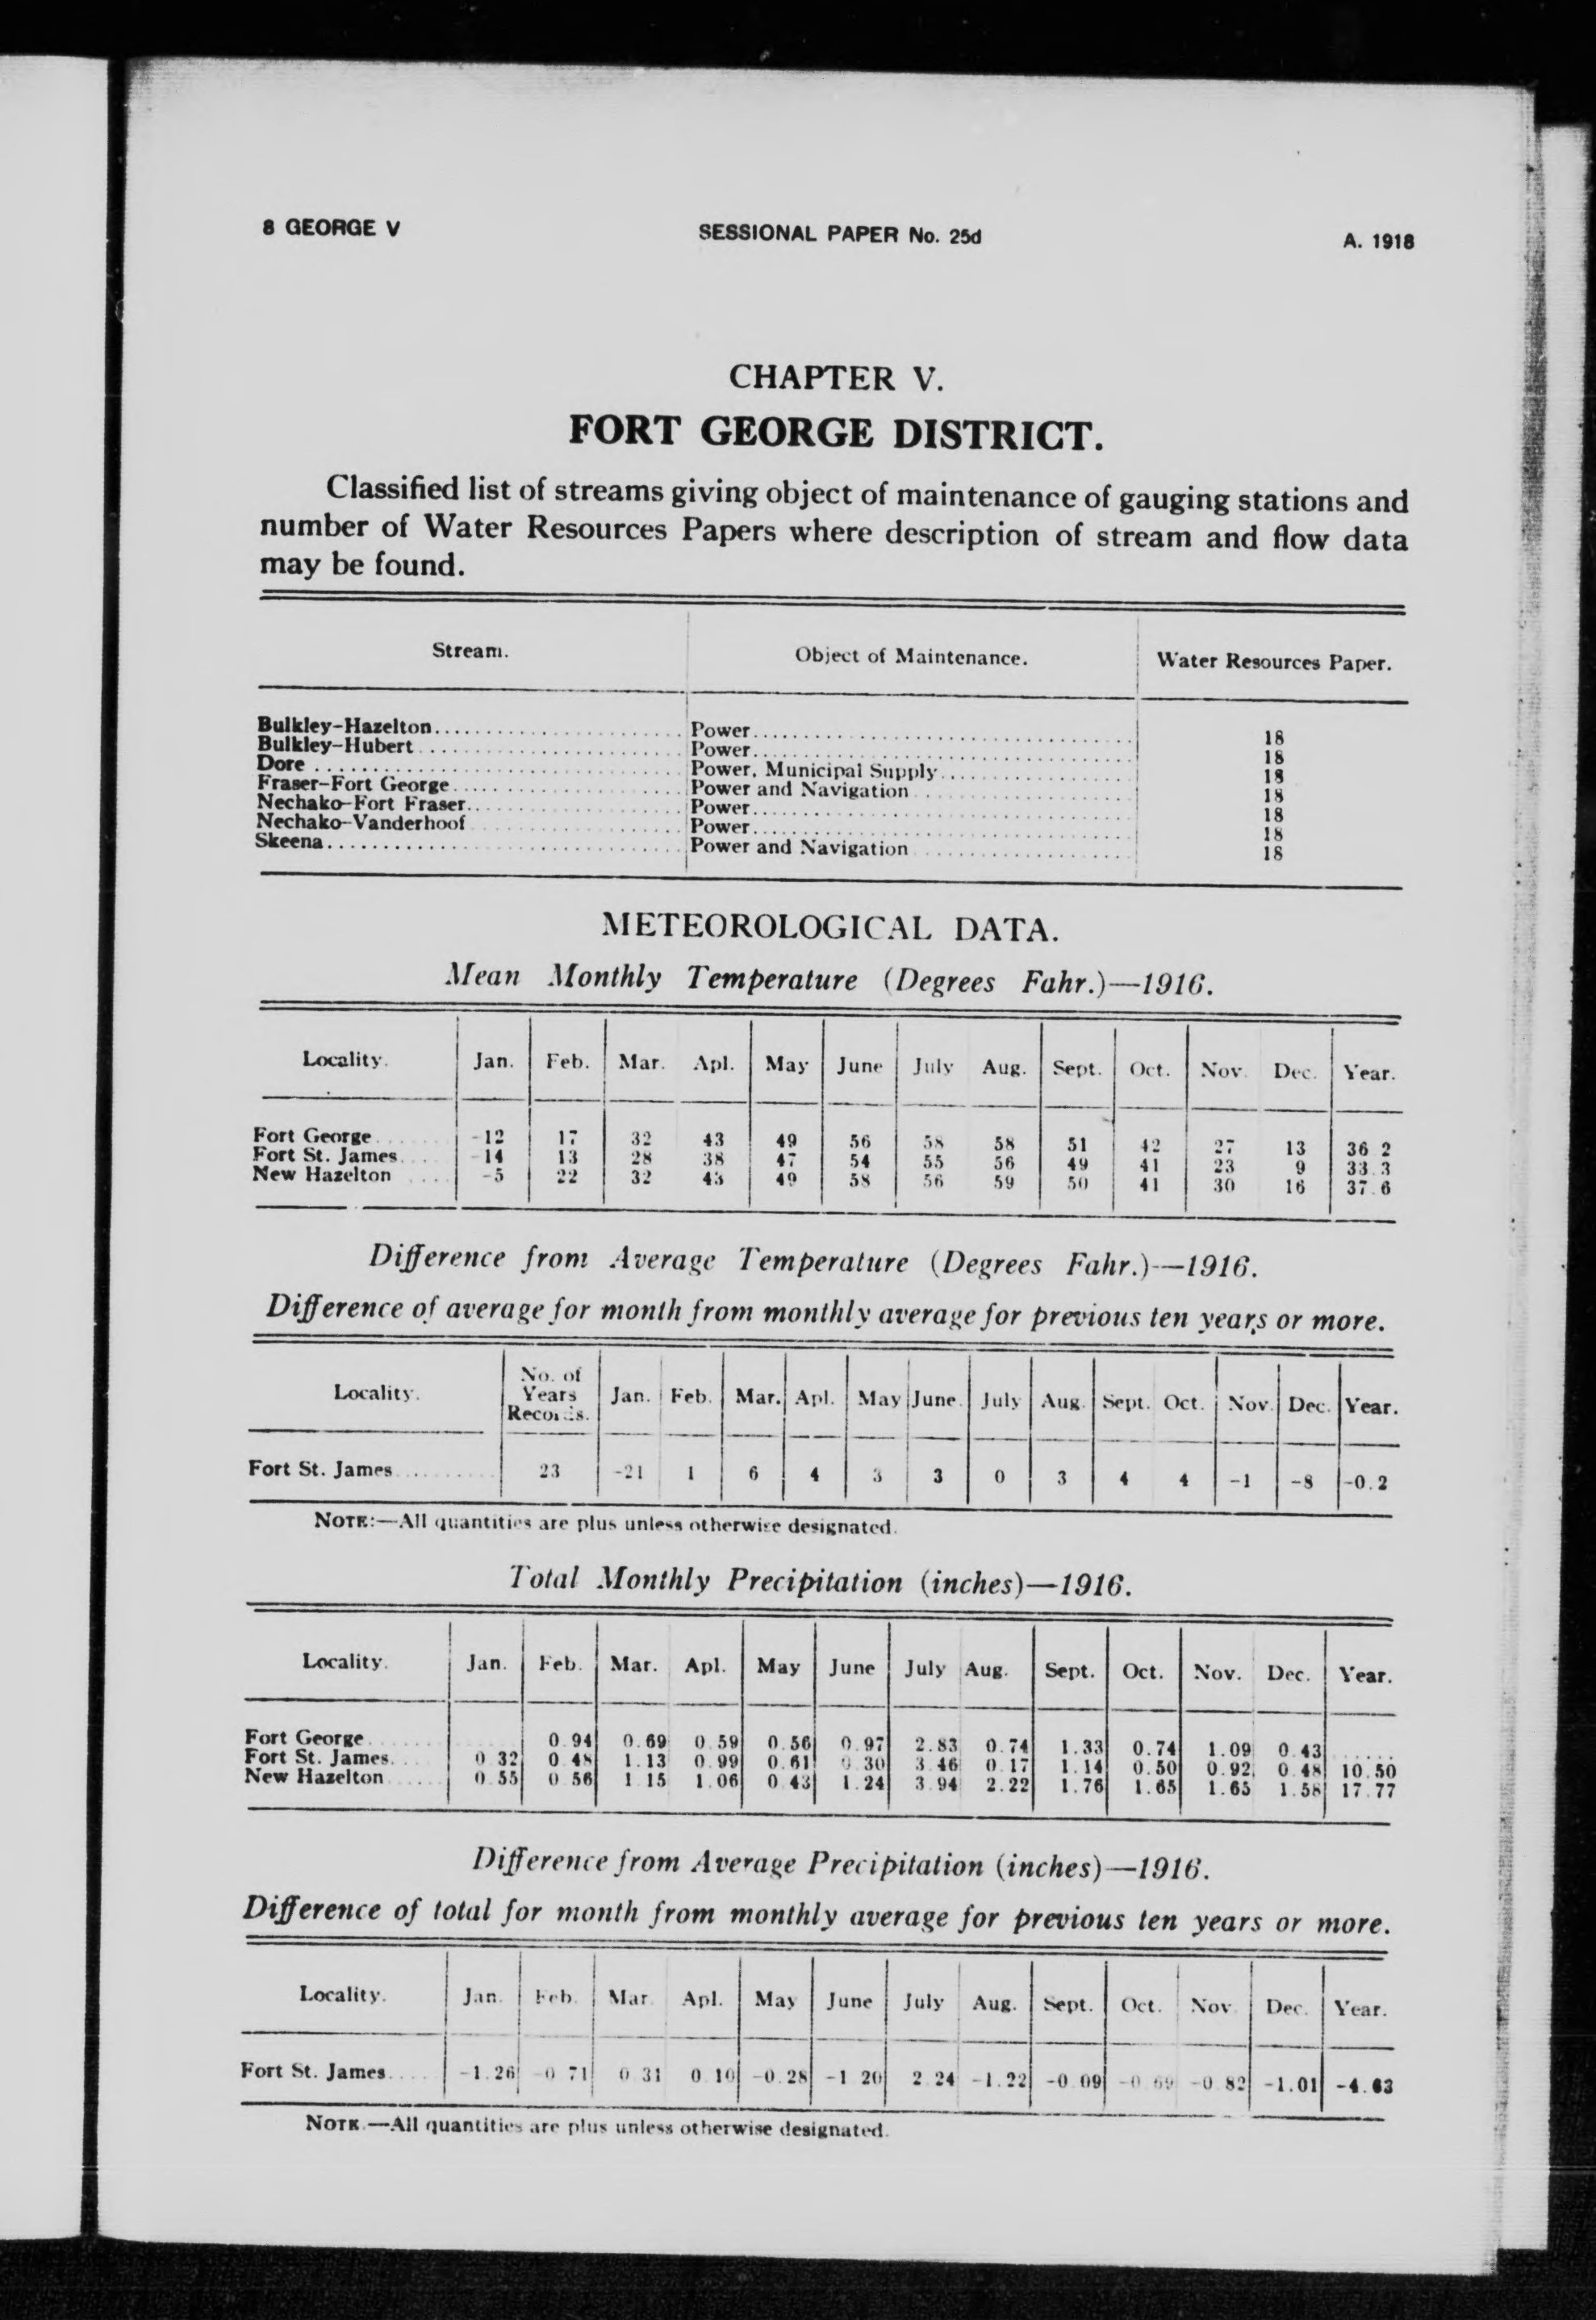 8 GEORGE V SESSIONAL PAPER No. 25d A. 1918
CHAPTER V.
FORT GEORGE DISTRICT.
Classified list of streams giving object of maintenance of gauging stations and
number of Water Resources Papers where description of stream and flow data
may be found.
Stream. Object of Maintenance. Water Resources Paper.
Bulkley-Hazelton Power 18
Bulkley-Hubert Power 18
Dore Power, Municipal Supply 18
Fraser-Fort George Power and Navigation 18
Nechako-Fort Fraser Power 18
Nechako-Vanderhoof Power 18
Skeena Power and Navigation 18
METEOROLOGICAL DATA.
Mean Monthly Temperature (Degrees Fahr.)—1916.
Locality. Jan. Feb. Mar. Apl. May June July Aug. Sept. Oct. Nov. Dec. Year.
Fort George -12 17 32 43 49 56 58 58 51 42 27 13 36.2
Fort St. James -14 13 28 38 47 54 55 56 49 41 23 9 33.3
New Hazelton -5 22 32 43 49 58 56 59 50 41 30 16 37.6
Difference from Average Temperature (Degrees Fahr.)—1916.
Difference of average for month from monthly average for previous ten years or more.
Locality. No. of Years Records. Jan. Feb. Mar. Apl. May June. July Aug. Sept. Oct. Nov. Dec. Year.
Fort St. James 23 -21 1 6 4 3 3 0 3 4 4 -1 -8 -0.2
NOTE:—All quantities are plus unless otherwise designated.
Total Monthly Precipitation (inches)—1916.
Locality. Jan. Feb. Mar. Apl. May June July Aug. Sept. Oct. Nov. Dec. Year.
Fort George 0.94 0.69 0.59 0.56 0.97 2.83 0.74 1.33 0.74 1.09 0.43
Fort St. James 0.32 0.48 1.13 0.99 0.61 0.30 3.46 0.17 1.14 0.50 0.92 0.48 10.50
New Hazelton 0.55 0.56 1.15 1.06 0.43 1.24 3.94 2.22 1.76 1.65 1.65 1.58 17.77
Difference from Average Precipitation (inches)—1916.
Difference of total for month from monthly average for previous ten years or more.
Locality. Jan. Feb. Mar. Apl. May June July Aug. Sept. Oct. Nov. Dec. Year.
Fort St. James -1.26 -0.71 0.31 0.10 -0.28 -1.20 2.24 -1.22 -0.09 -0.69 -0.82 -1.01 -4.63
NOTE.—All quantities are plus unless otherwise designated.